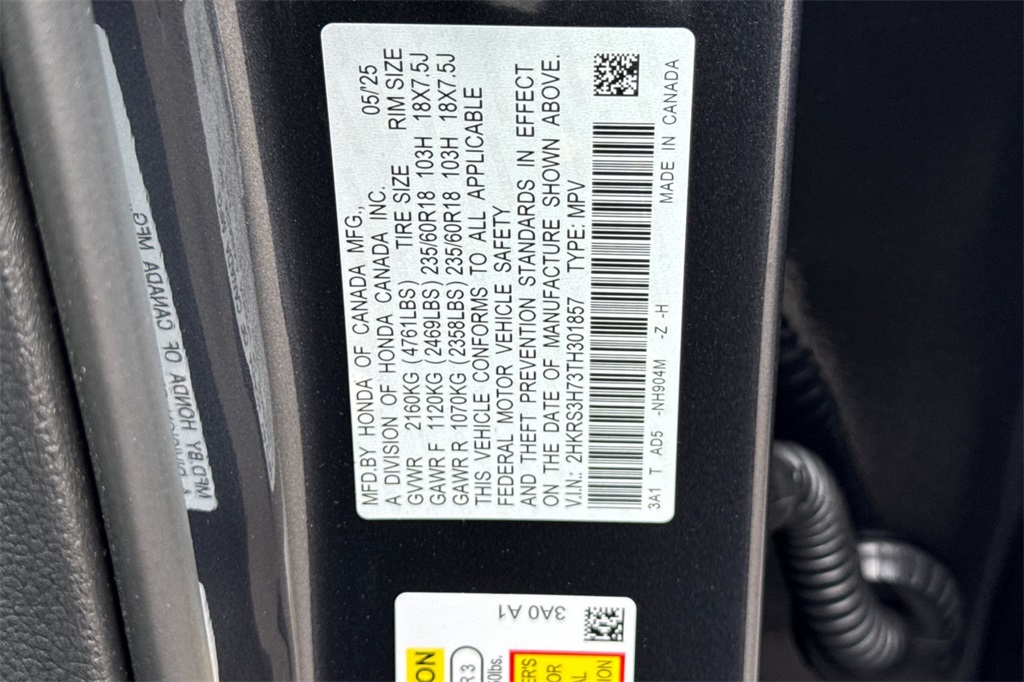 MFD.BY HONDA OF CANADA MFG., 05/25
A DIVISION OF HONDA CANADA INC.
GVWR 2160KG (4761LBS) TIRE SIZE RIM SIZE
GAWR F 1120KG (2469LBS) 235/60R18 103H 18X7.5J
GAWR R 1070KG (2358LBS) 235/60R18 103H 18X7.5J
THIS VEHICLE CONFORMS TO ALL APPLICABLE
FEDERAL MOTOR VEHICLE SAFETY
AND THEFT PREVENTION STANDARDS IN EFFECT
ON THE DATE OF MANUFACTURE SHOWN ABOVE.
V.I.N.: 2HKRS3H73TH301857 TYPE: MPV
3A1 T AD5 -NH904M -Z -H MADE IN CANADA
3A0 A1
MFD.BY HONDA OF CANADA MFG